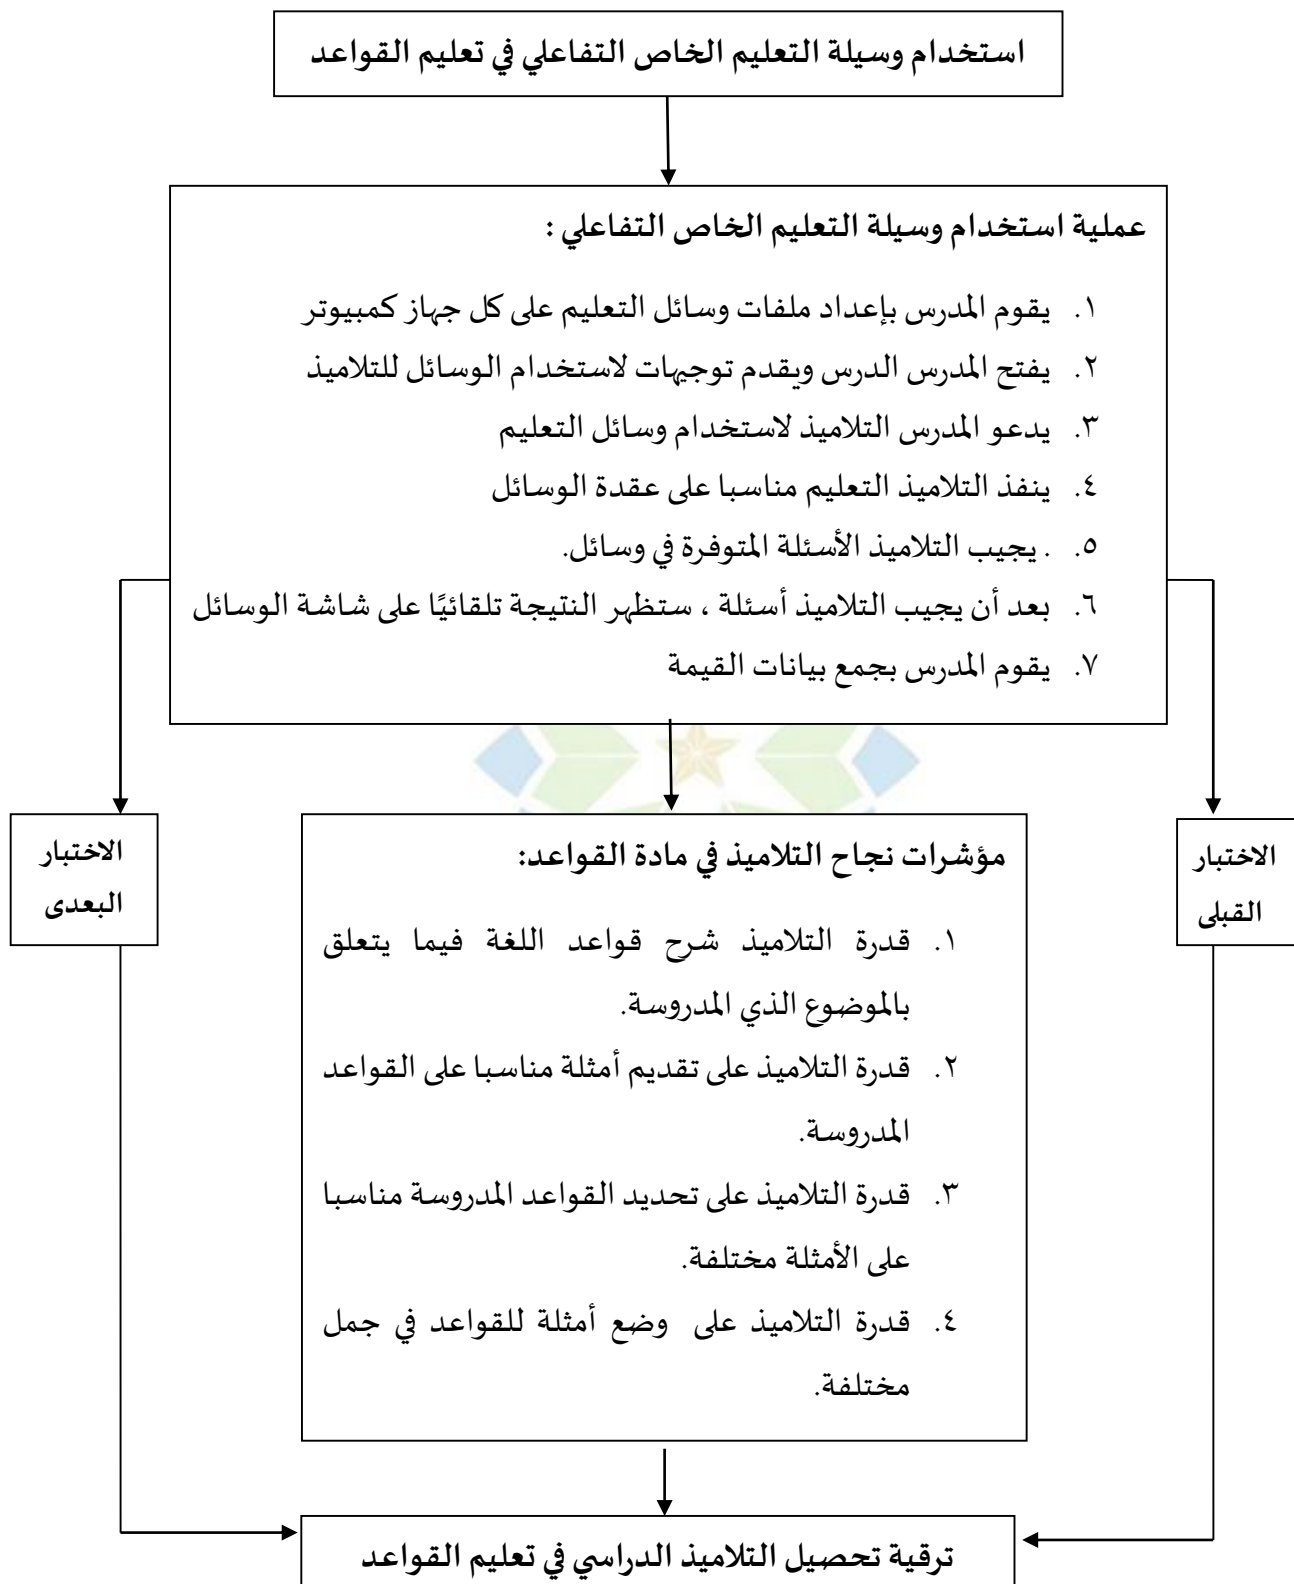 استخدام وسيلة التعليم الخاص التفاعلي في تعليم القواعد
عملية استخدام وسيلة التعليم الخاص التفاعلي :
١. يقوم المدرس بإعداد ملفات وسائل التعليم على كل جهاز كمبيوتر
٢. يفتح المدرس الدرس ويقدم توجيهات لاستخدام الوسائل للتلاميذ
٣. يدعو المدرس التلاميذ لاستخدام وسائل التعليم
٤. ينفذ التلاميذ التعليم مناسبا على عقدة الوسائل
٥. . يجيب التلاميذ الأسئلة المتوفرة في وسائل.
٦. بعد أن يجيب التلاميذ أسئلة ، ستظهر النتيجة تلقائيًا على شاشة الوسائل
٧. يقوم المدرس بجمع بيانات القيمة
الاختبار
القبلى
مؤشرات نجاح التلاميذ في مادة القواعد:
١. قدرة التلاميذ شرح قواعد اللغة فيما يتعلق
بالموضوع الذي المدروسة.
٢. قدرة التلاميذ على تقديم أمثلة مناسبا على القواعد
المدروسة.
٣. قدرة التلاميذ على تحديد القواعد المدروسة مناسبا
على الأمثلة مختلفة.
٤. قدرة التلاميذ على وضع أمثلة للقواعد في جمل
مختلفة.
الاختبار
البعدى
ترقية تحصيل التلاميذ الدراسي في تعليم القواعد